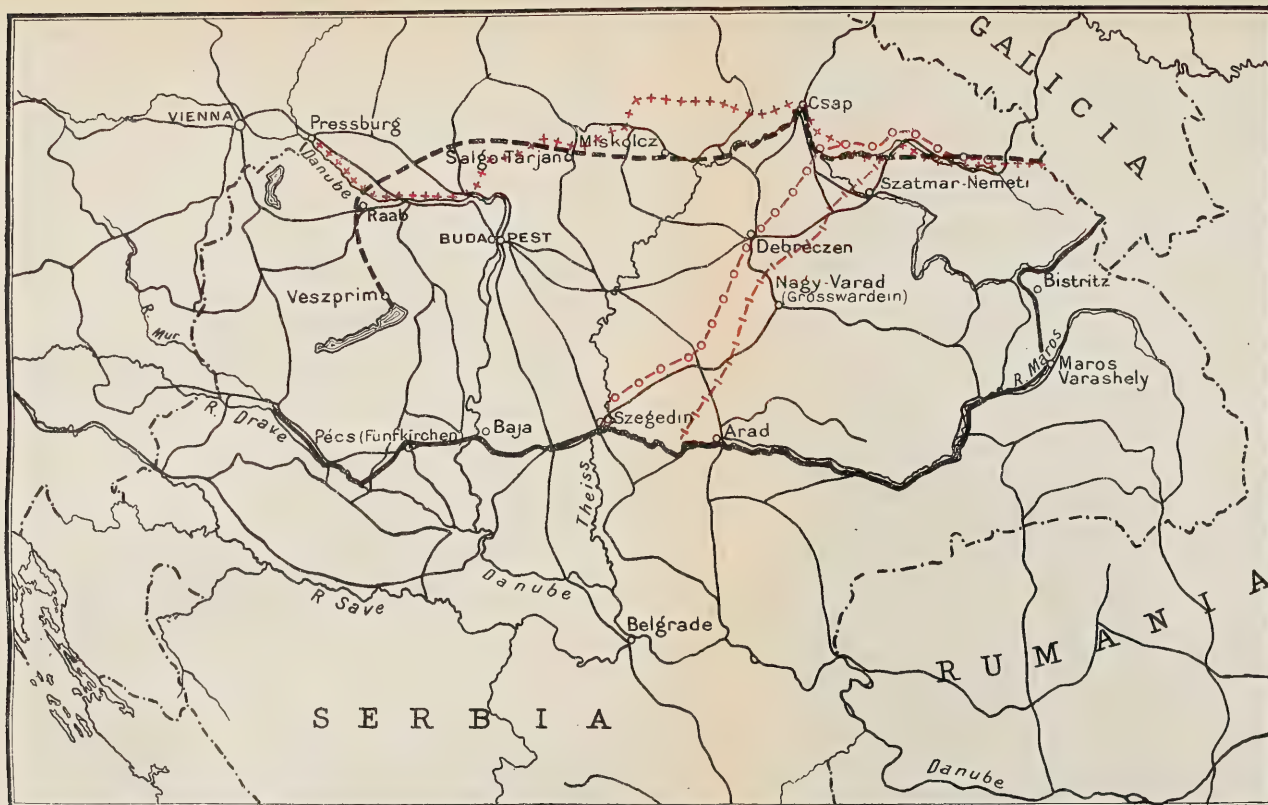 GALICIA
Csap
VIENNA
Pressburg
Danube
Salgo-Tarjan
Miskolcz
Szatmar-Nemeti
Raab
BUDA PEST
Debreczen
Nagy-Varad
(Grosswardein)
Bistritz
Veszprim
R. Mur
R. Maros
Maros
Varashely
R. Drave
Pécs (Fünfkirchen)
Baja
Szegedin
Arad
Theiss
Danube
R Save
Belgrade
RUMANIA
SERBIA
Danube